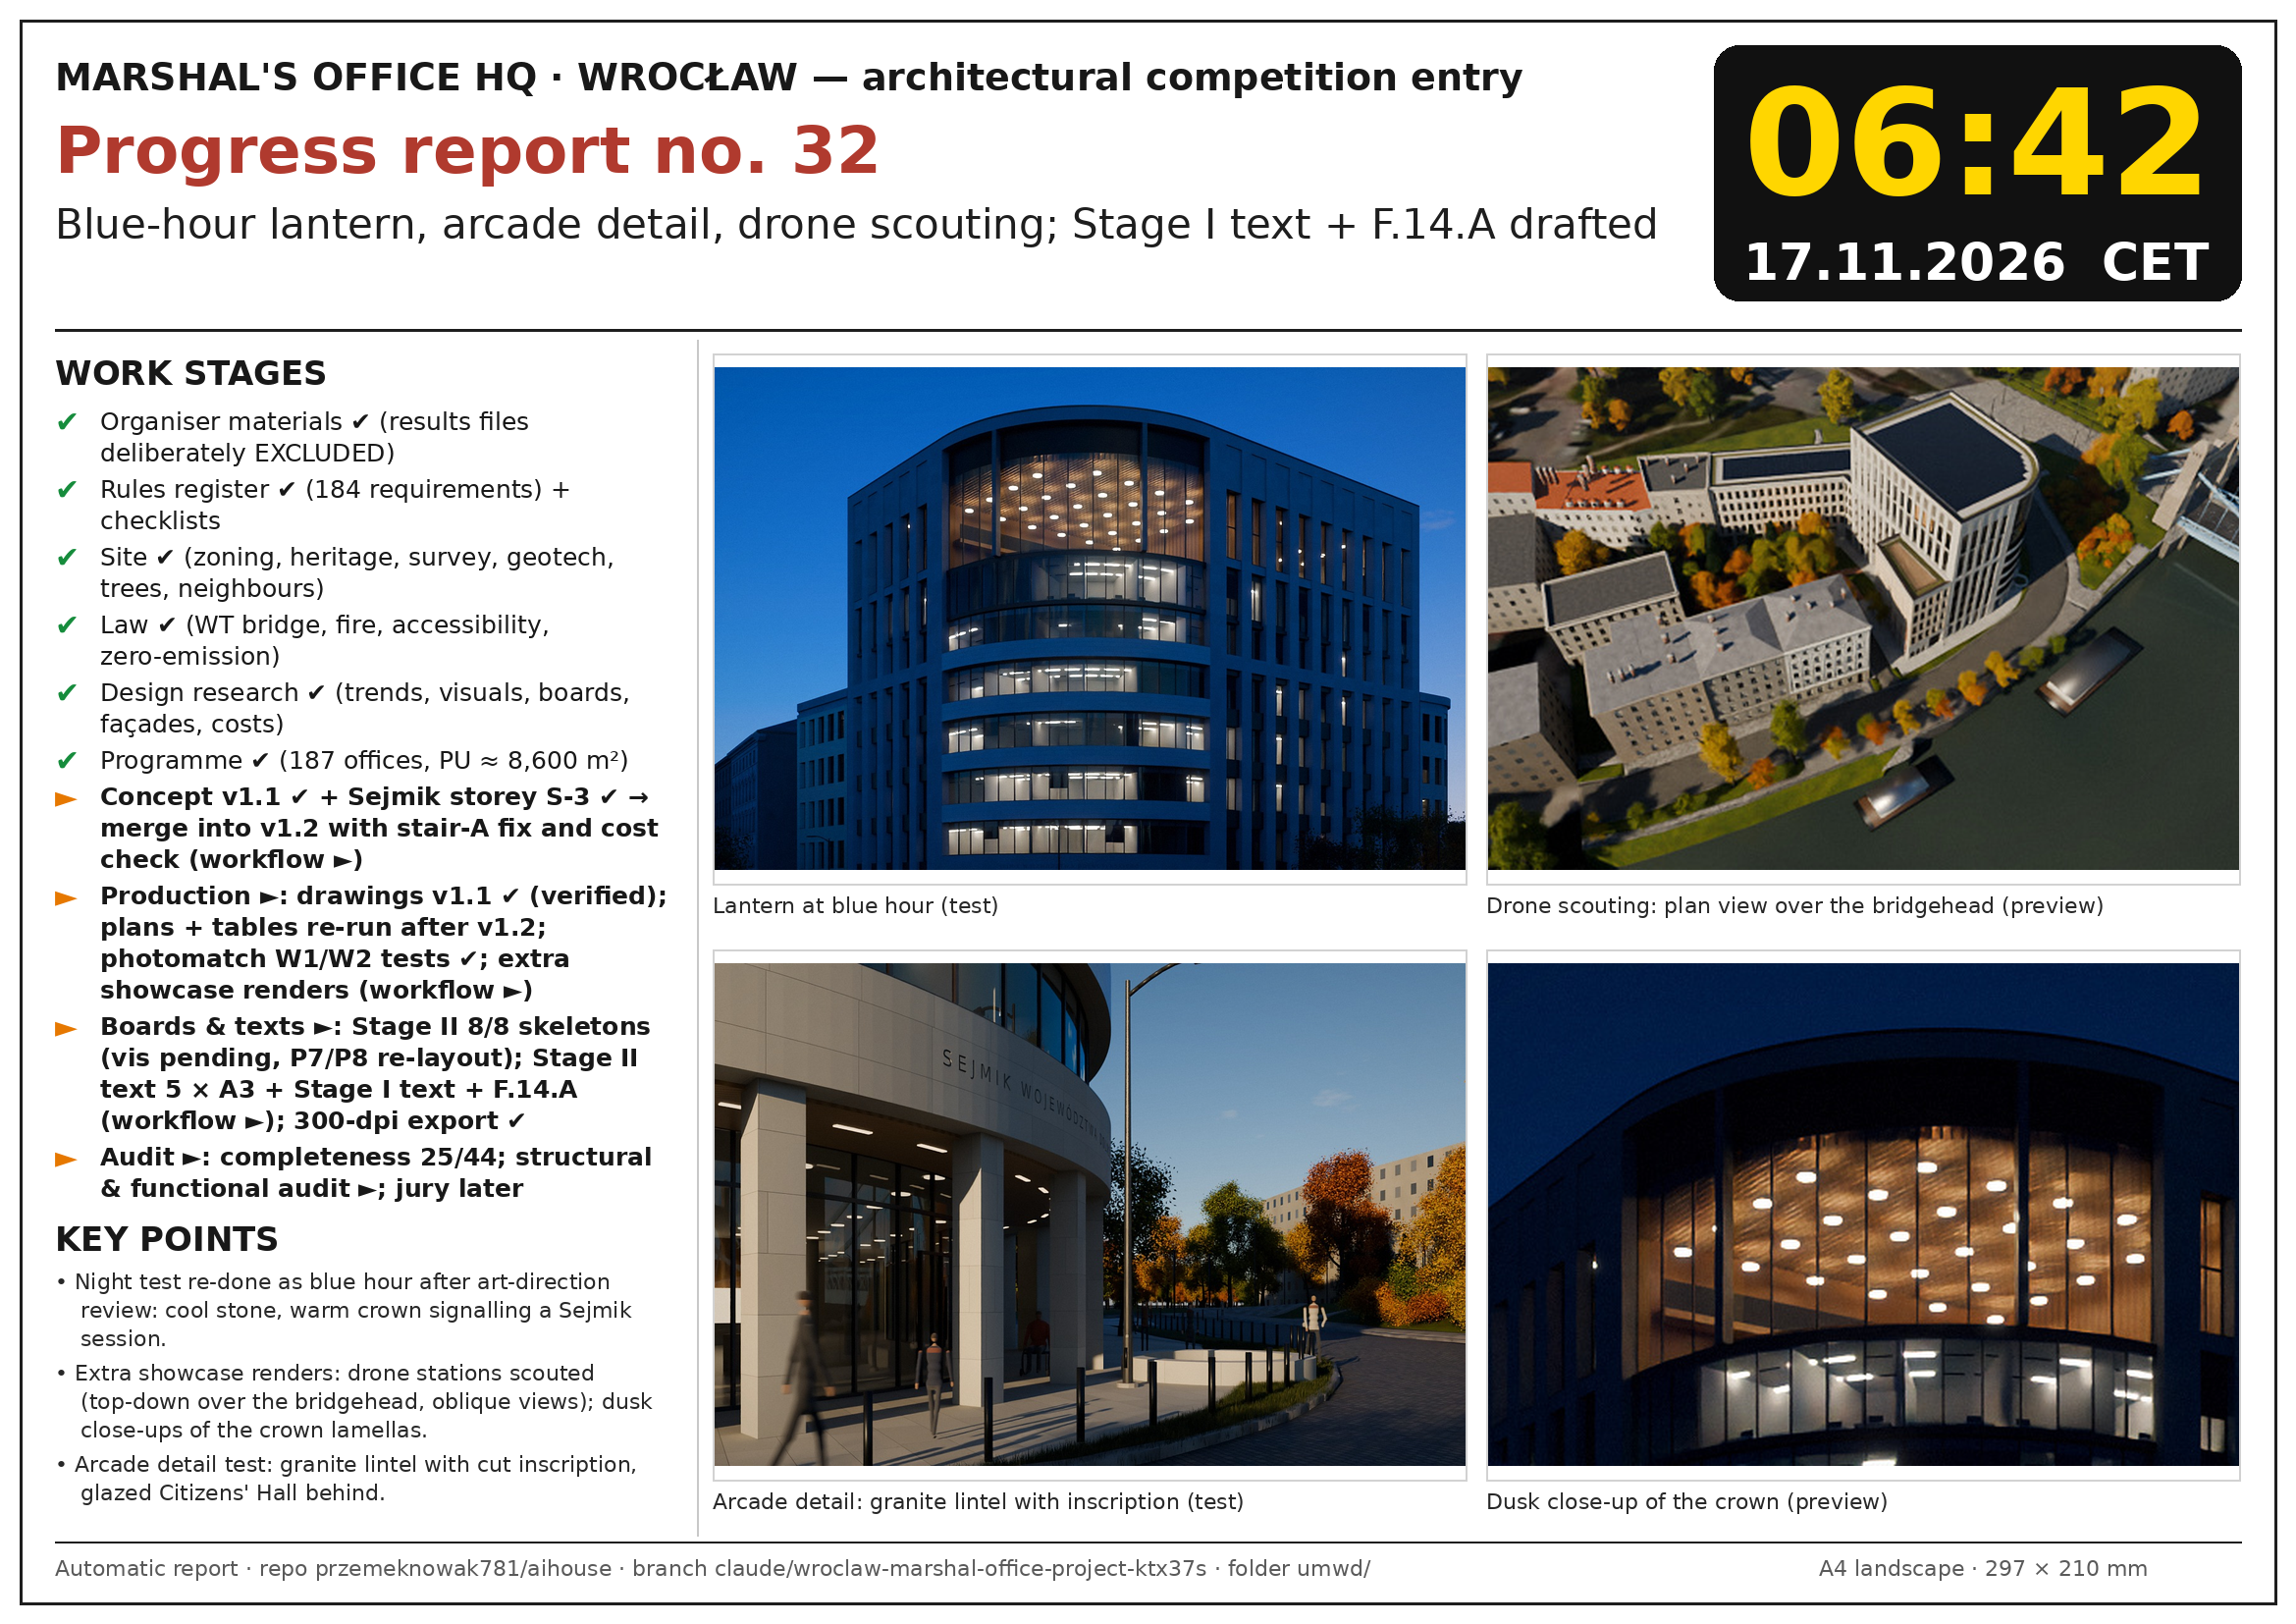 MARSHAL'S OFFICE HQ · WROCŁAW — architectural competition entry
Progress report no. 32
Blue-hour lantern, arcade detail, drone scouting; Stage I text + F.14.A drafted
06:42
17.11.2026 CET
WORK STAGES
✔ Organiser materials ✔ (results files
deliberately EXCLUDED)
✔ Rules register ✔ (184 requirements) +
checklists
✔ Site ✔ (zoning, heritage, survey, geotech,
trees, neighbours)
✔ Law ✔ (WT bridge, fire, accessibility,
zero-emission)
✔ Design research ✔ (trends, visuals, boards,
façades, costs)
✔ Programme ✔ (187 offices, PU ≈ 8,600 m²)
► Concept v1.1 ✔ + Sejmik storey S-3 ✔ →
merge into v1.2 with stair-A fix and cost
check (workflow ►)
► Production ►: drawings v1.1 ✔ (verified);
plans + tables re-run after v1.2;
photomatch W1/W2 tests ✔; extra
showcase renders (workflow ►)
► Boards & texts ►: Stage II 8/8 skeletons
(vis pending, P7/P8 re-layout); Stage II
text 5 × A3 + Stage I text + F.14.A
(workflow ►); 300-dpi export ✔
► Audit ►: completeness 25/44; structural
& functional audit ►; jury later
KEY POINTS
• Night test re-done as blue hour after art-direction
review: cool stone, warm crown signalling a Sejmik
session.
• Extra showcase renders: drone stations scouted
(top-down over the bridgehead, oblique views); dusk
close-ups of the crown lamellas.
• Arcade detail test: granite lintel with cut inscription,
glazed Citizens' Hall behind.
Lantern at blue hour (test)
Drone scouting: plan view over the bridgehead (preview)
SEJMIK WOJEWÓDZTWA
Arcade detail: granite lintel with inscription (test)
Dusk close-up of the crown (preview)
Automatic report · repo przemeknowak781/aihouse · branch claude/wroclaw-marshal-office-project-ktx37s · folder umwd/
A4 landscape · 297 × 210 mm